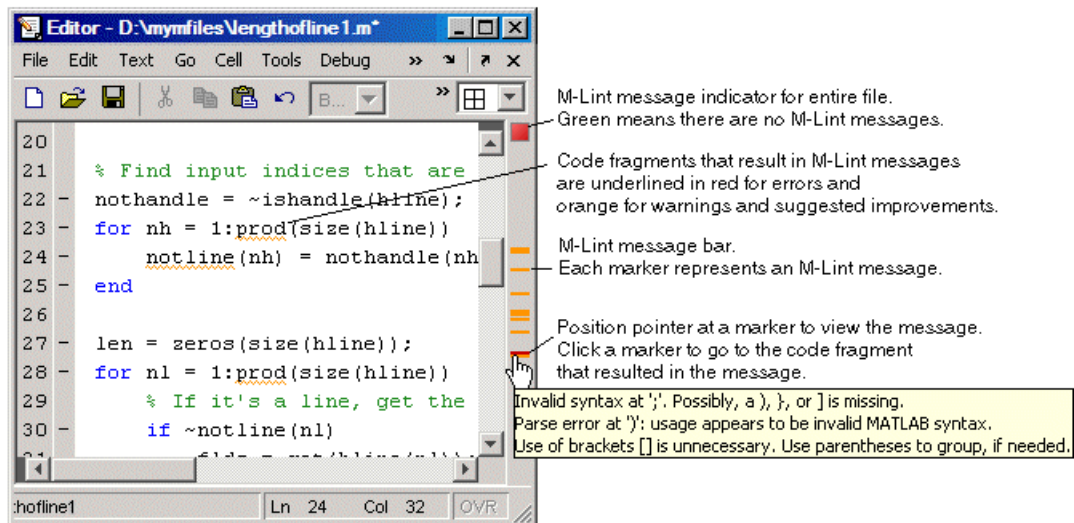 Editor - D:\mymfiles\lengthofline1.m*
File Edit Text Go Cell Tools Debug »
B... »
M-Lint message indicator for entire file.
Green means there are no M-Lint messages.
Code fragments that result in M-Lint messages
are underlined in red for errors and
orange for warnings and suggested improvements.
M-Lint message bar.
Each marker represents an M-Lint message.
Position pointer at a marker to view the message.
Click a marker to go to the code fragment
that resulted in the message.
20
21 % Find input indices that are
22 - nothandle = ~ishandle(hline);
23 - for nh = 1:prod(size(hline))
24 - notline(nh) = nothandle(nh
25 - end
26
27 - len = zeros(size(hline));
28 - for nl = 1:prod(size(hline))
29 % If it's a line, get the
30 - if ~notline(nl)
Invalid syntax at ';'. Possibly, a ), }, or ] is missing.
Parse error at ')': usage appears to be invalid MATLAB syntax.
Use of brackets [] is unnecessary. Use parentheses to group, if needed.
:hofline1 Ln 24 Col 32 OVR